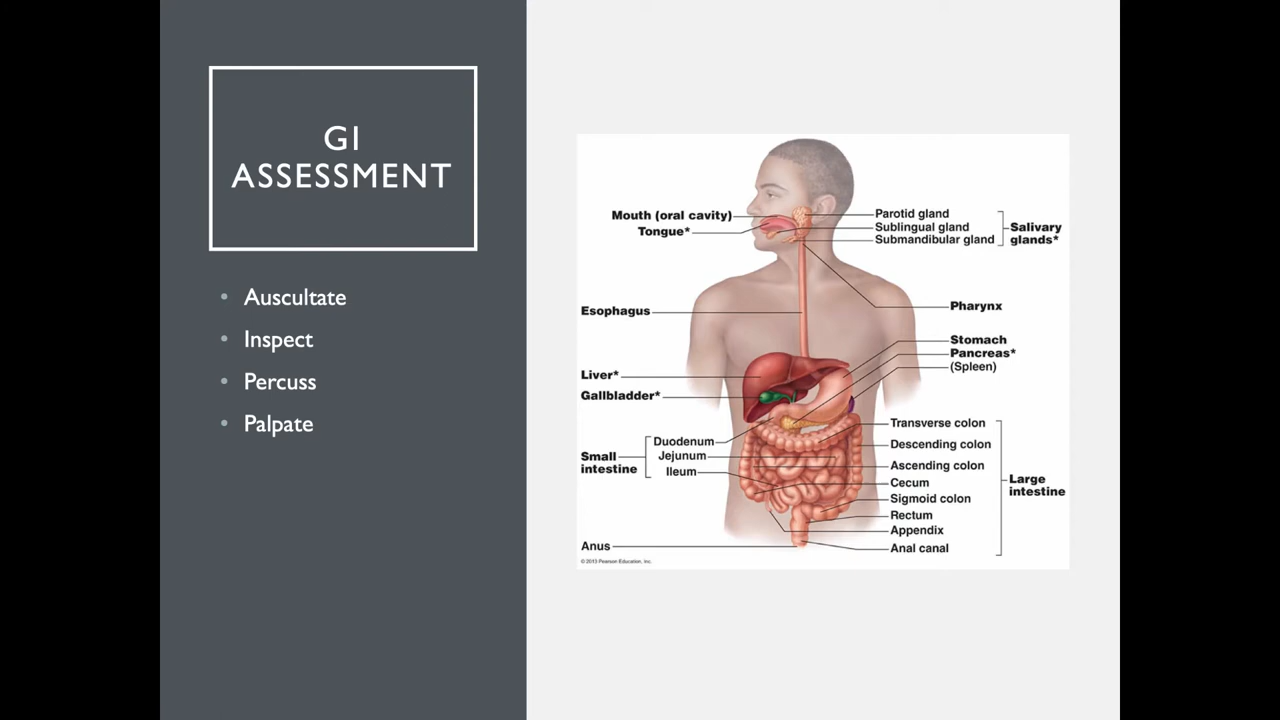 GI
ASSESSMENT
• Auscultate
• Inspect
• Percuss
• Palpate
Mouth (oral cavity)
Tongue*
Parotid gland
Sublingual gland
Submandibular gland
Salivary
glands*
Esophagus
Pharynx
Stomach
Pancreas*
(Spleen)
Liver*
Gallbladder*
Small
intestine
Duodenum
Jejunum
Ileum
Transverse colon
Descending colon
Ascending colon
Cecum
Sigmoid colon
Rectum
Appendix
Anal canal
Large
intestine
Anus
© 2013 Pearson Education, Inc.